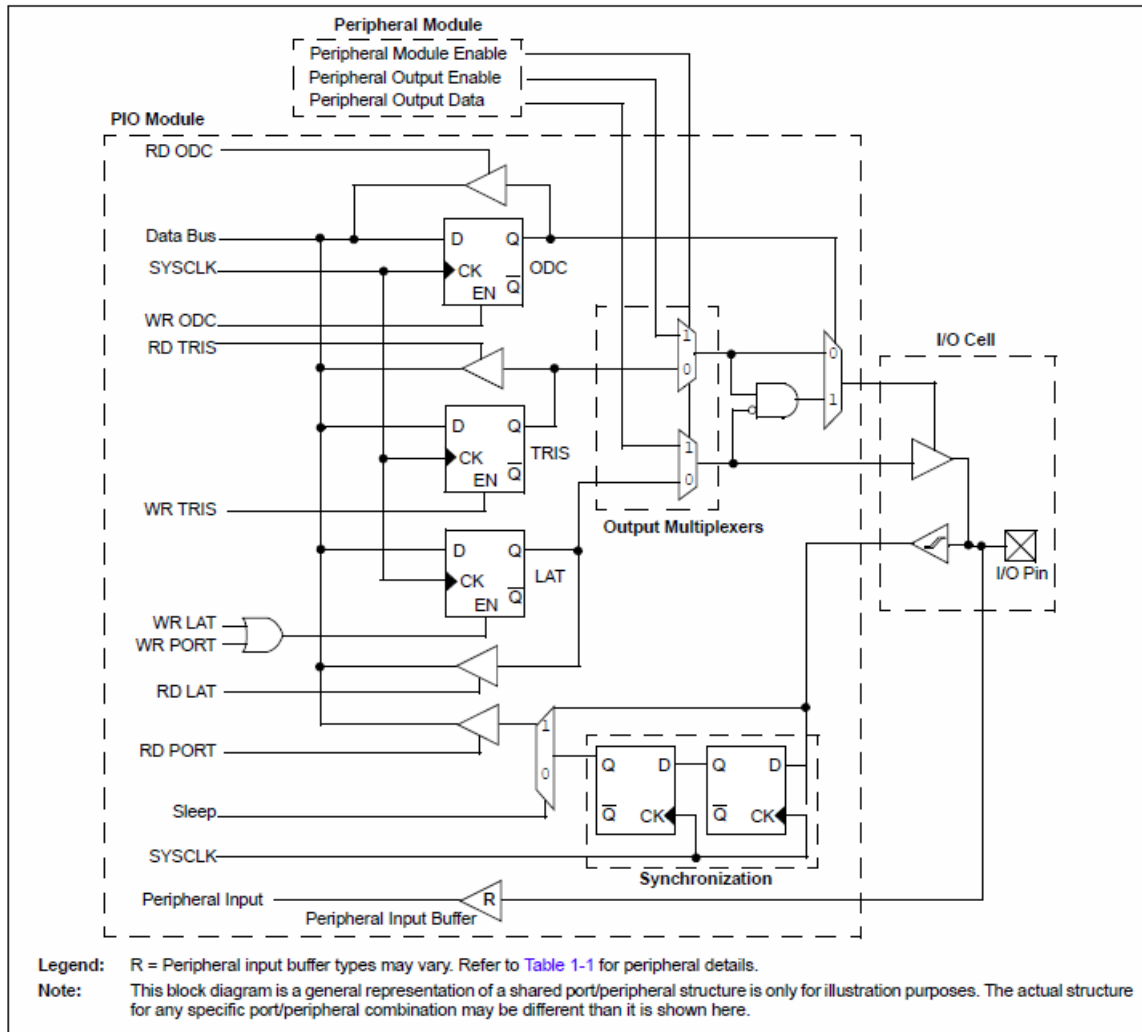 Peripheral Module
Peripheral Module Enable
Peripheral Output Enable
Peripheral Output Data
PIO Module
RD ODC
Data Bus
D Q
SYSCLK
CK
ODC
EN Q
WR ODC
RD TRIS
1
0
0
1
I/O Cell
D Q
CK
TRIS
EN Q
1
0
WR TRIS
Output Multiplexers
D Q
CK
LAT
EN Q
I/O Pin
WR LAT
WR PORT
RD LAT
1
0
RD PORT
Q D
Q D
Q CK
Q CK
Sleep
SYSCLK
Synchronization
Peripheral Input
R
Peripheral Input Buffer
Legend: R = Peripheral input buffer types may vary. Refer to Table 1-1 for peripheral details.
Note: This block diagram is a general representation of a shared port/peripheral structure is only for illustration purposes. The actual structure
for any specific port/peripheral combination may be different than it is shown here.